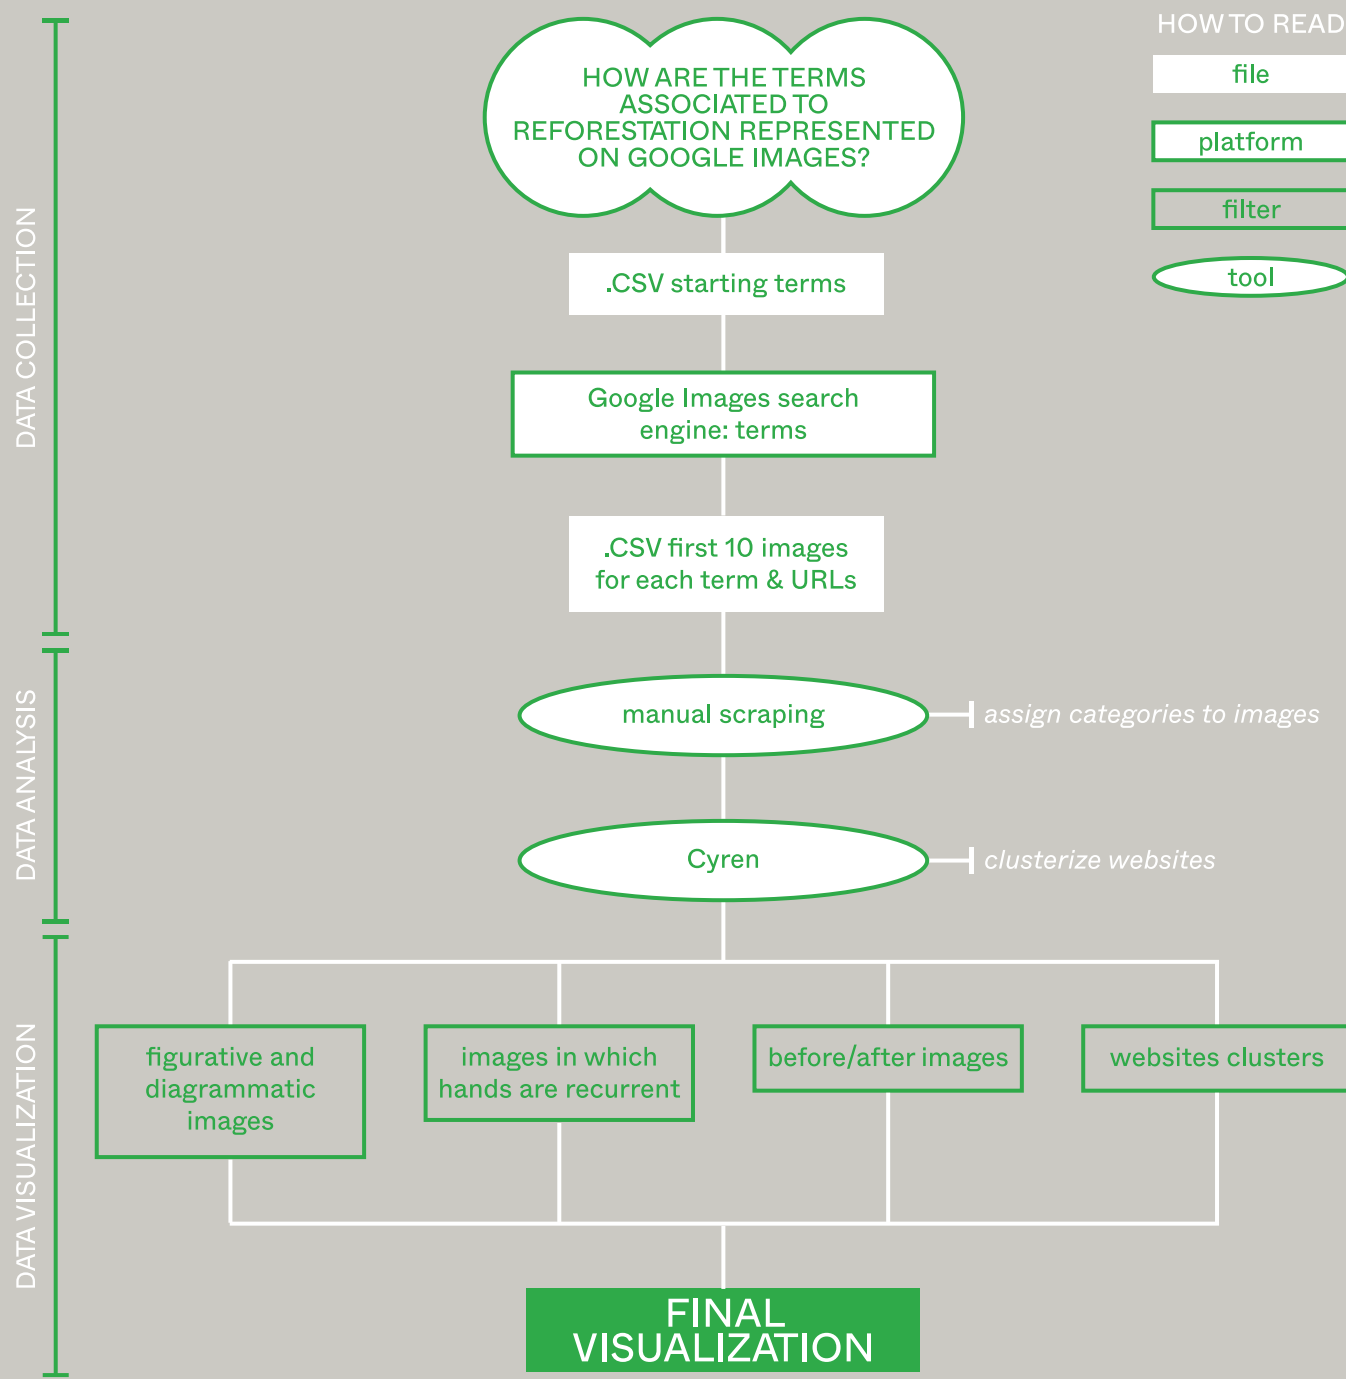 HOW ARE THE TERMS
ASSOCIATED TO
REFORESTATION REPRESENTED
ON GOOGLE IMAGES?
HOW TO READ
file
platform
filter
tool
DATA COLLECTION
.CSV starting terms
Google Images search
engine: terms
.CSV first 10 images
for each term & URLs
DATA ANALYSIS
manual scraping
assign categories to images
Cyren
clusterize websites
DATA VISUALIZATION
figurative and
diagrammatic
images
images in which
hands are recurrent
before/after images
websites clusters
FINAL
VISUALIZATION